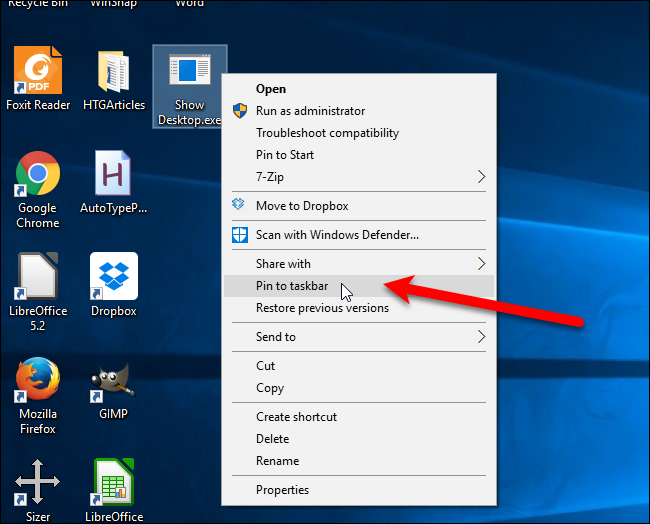 Recycle Bin
WinSnap
Word
PDF
Foxit Reader
HTGArticles
Show
Desktop.exe
Google
Chrome
H
AutoTypeP...
LibreOffice
5.2
Dropbox
Mozilla
Firefox
GIMP
Sizer
LibreOffice
Open
Run as administrator
Troubleshoot compatibility
Pin to Start
7-Zip
Move to Dropbox
Scan with Windows Defender...
Share with
Pin to taskbar
Restore previous versions
Send to
Cut
Copy
Create shortcut
Delete
Rename
Properties